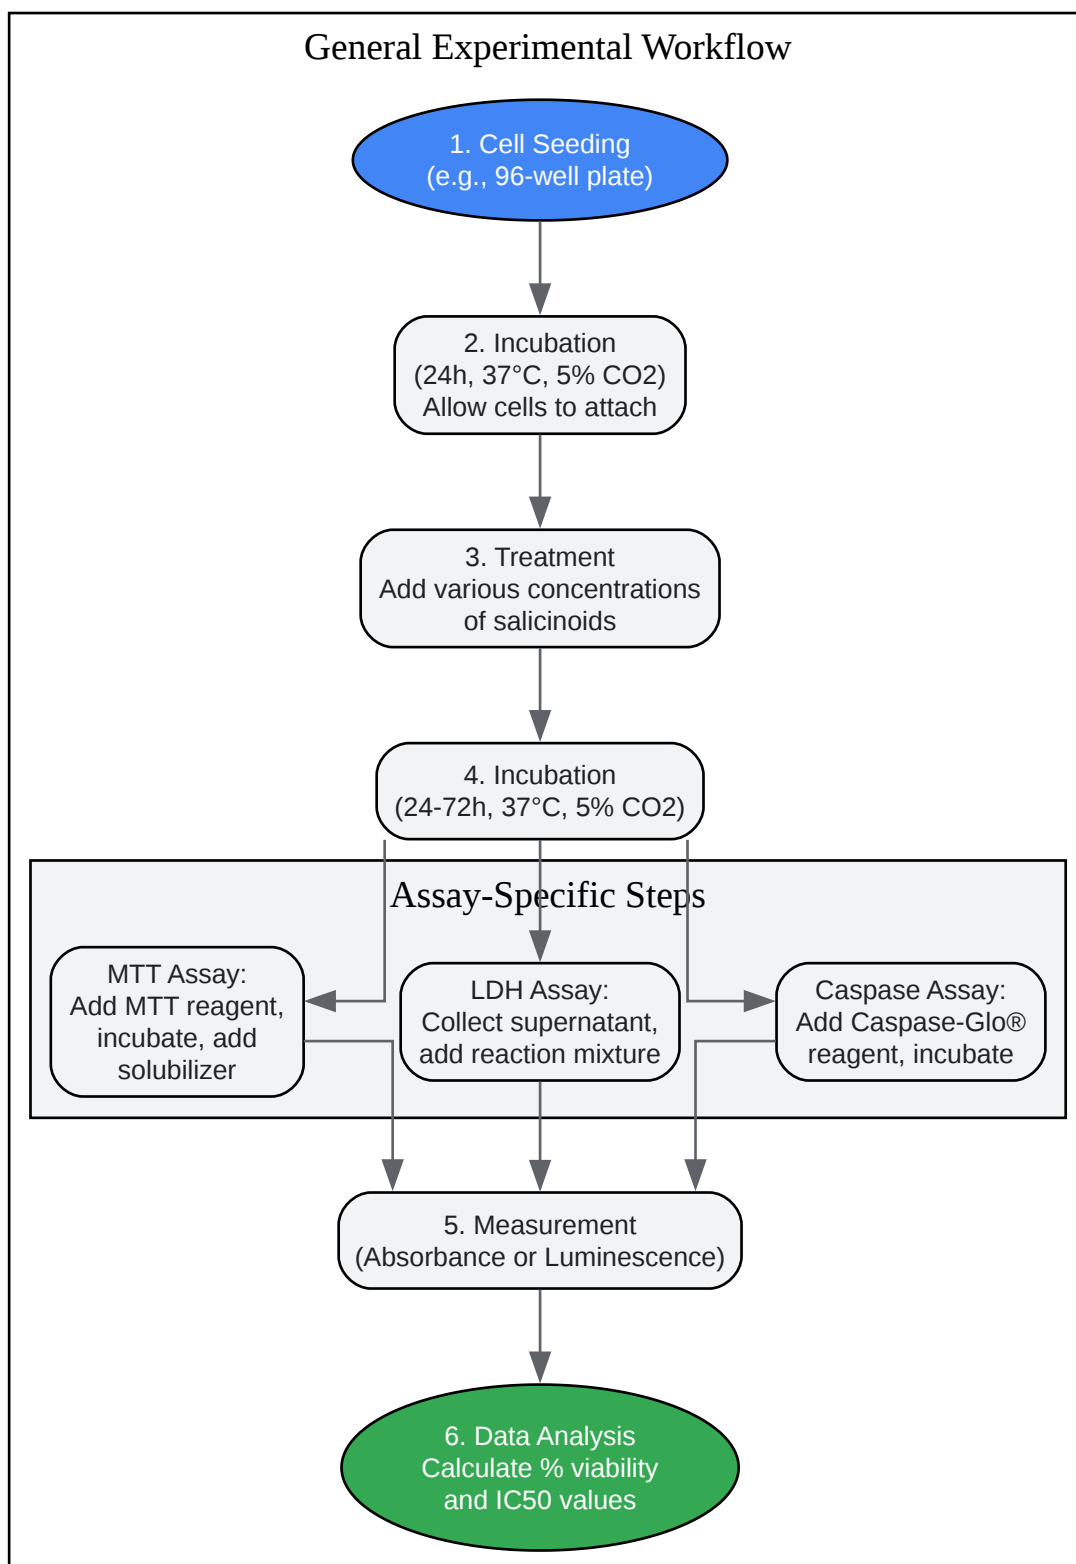 General Experimental Workflow
1. Cell Seeding
(e.g., 96-well plate)
2. Incubation
(24h, 37°C, 5% CO2)
Allow cells to attach
3. Treatment
Add various concentrations
of salicinoids
4. Incubation
(24-72h, 37°C, 5% CO2)
Assay-Specific Steps
MTT Assay:
Add MTT reagent,
incubate, add
solubilizer
LDH Assay:
Collect supernatant,
add reaction mixture
Caspase Assay:
Add Caspase-Glo®
reagent, incubate
5. Measurement
(Absorbance or Luminescence)
6. Data Analysis
Calculate % viability
and IC50 values